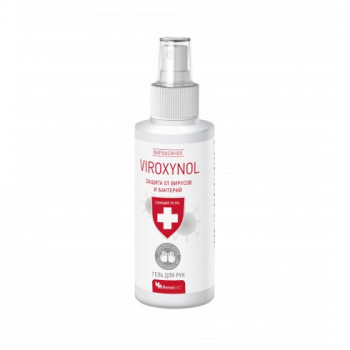 ВИРОКСИНОЛ
VIROXYNOL
ЗАЩИТА ОТ ВИРУСОВ
И БАКТЕРИЙ
ГЕЛЬ ДЛЯ РУК